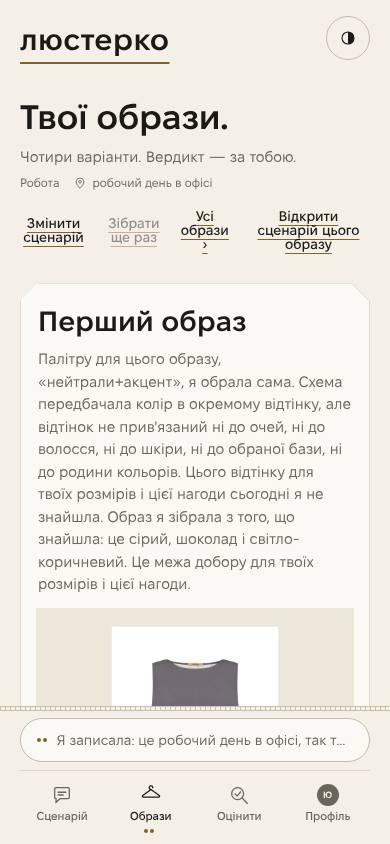 люстерко
Твої образи.
Чотири варіанти. Вердикт — за тобою.
Робота робочий день в офісі
Змінити
сценарій
Зібрати
ще раз
Усі
образи
›
Відкрити
сценарій цього
образу
Перший образ
Палітру для цього образу,
«нейтрали+акцент», я обрала сама. Схема
передбачала колір в окремому відтінку, але
відтінок не прив'язаний ні до очей, ні до
волосся, ні до шкіри, ні до обраної бази, ні
до родини кольорів. Цього відтінку для
твоїх розмірів і цієї нагоди сьогодні я не
знайшла. Образ я зібрала з того, що
знайшла: це сірий, шоколад і світло-
коричневий. Це межа добору для твоїх
розмірів і цієї нагоди.
Я записала: це робочий день в офісі, так т...
Сценарій
Образи
Оцінити
Ю
Профіль